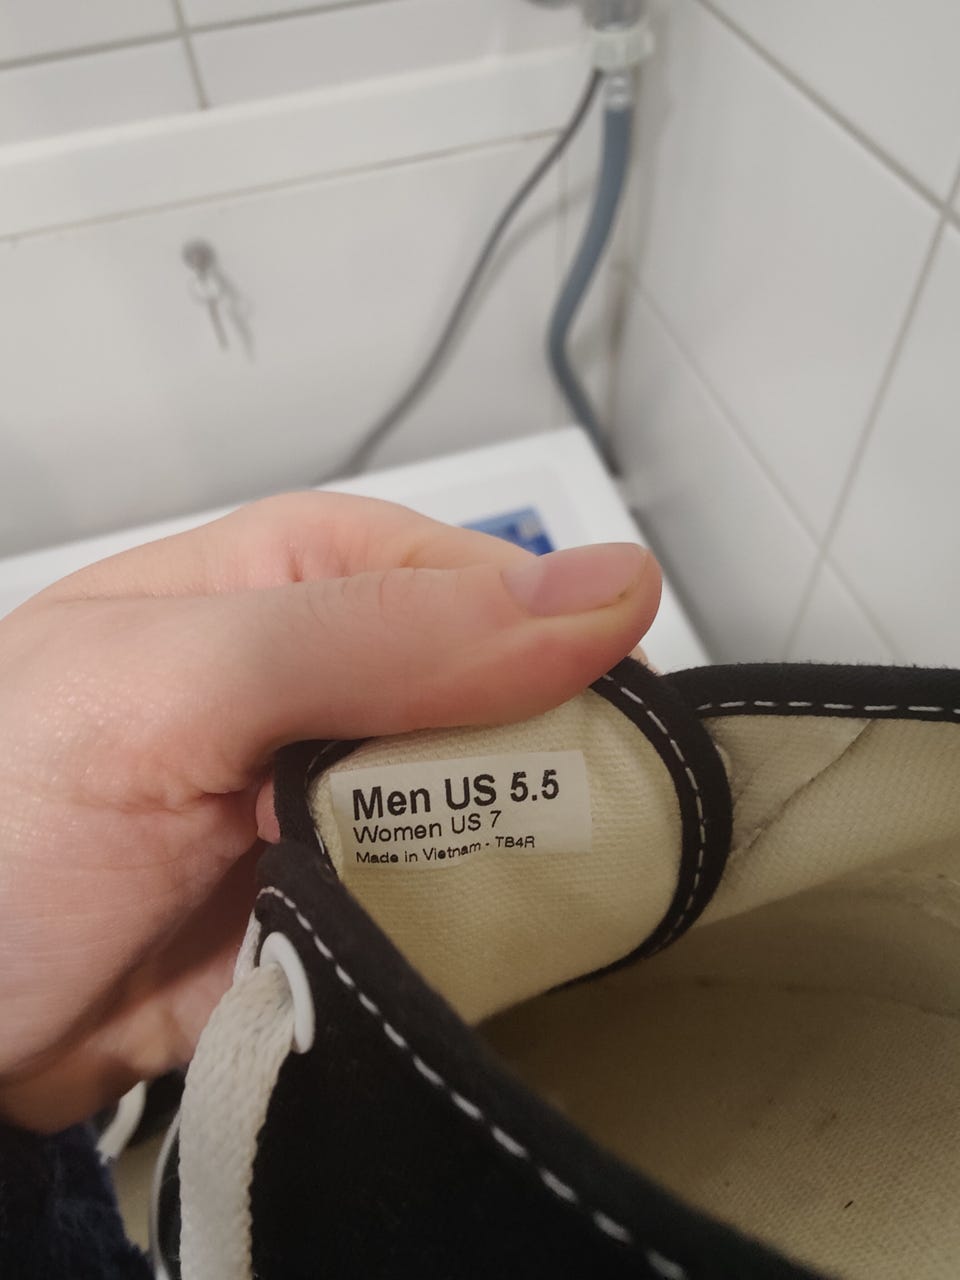 Men US 5.5
Women US 7
Made in Vietnam - TB4R